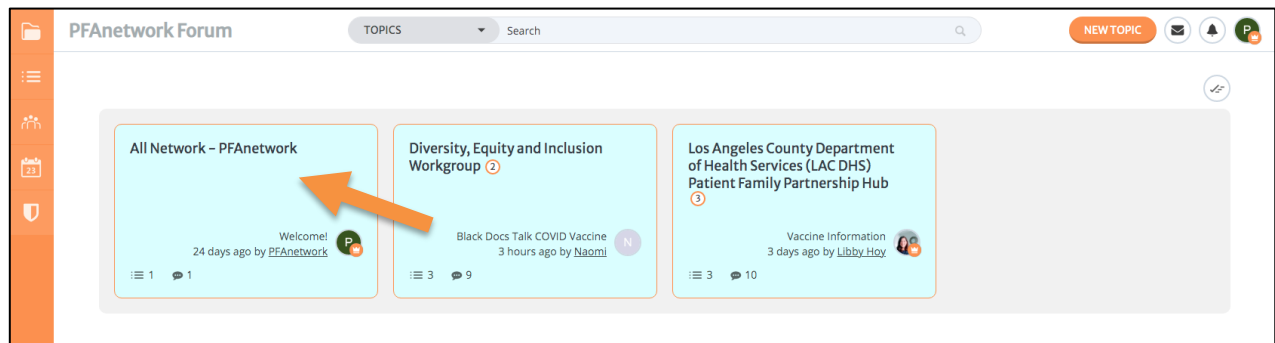 PFAnetwork Forum
TOPICS
Search
NEW TOPIC
P
23
All Network – PFAnetwork
Welcome!
24 days ago by PFAnetwork
P
1 1
Diversity, Equity and Inclusion
Workgroup 2
Black Docs Talk COVID Vaccine
3 hours ago by Naomi
N
3 9
Los Angeles County Department
of Health Services (LAC DHS)
Patient Family Partnership Hub
3
Vaccine Information
3 days ago by Libby Hoy
3 10